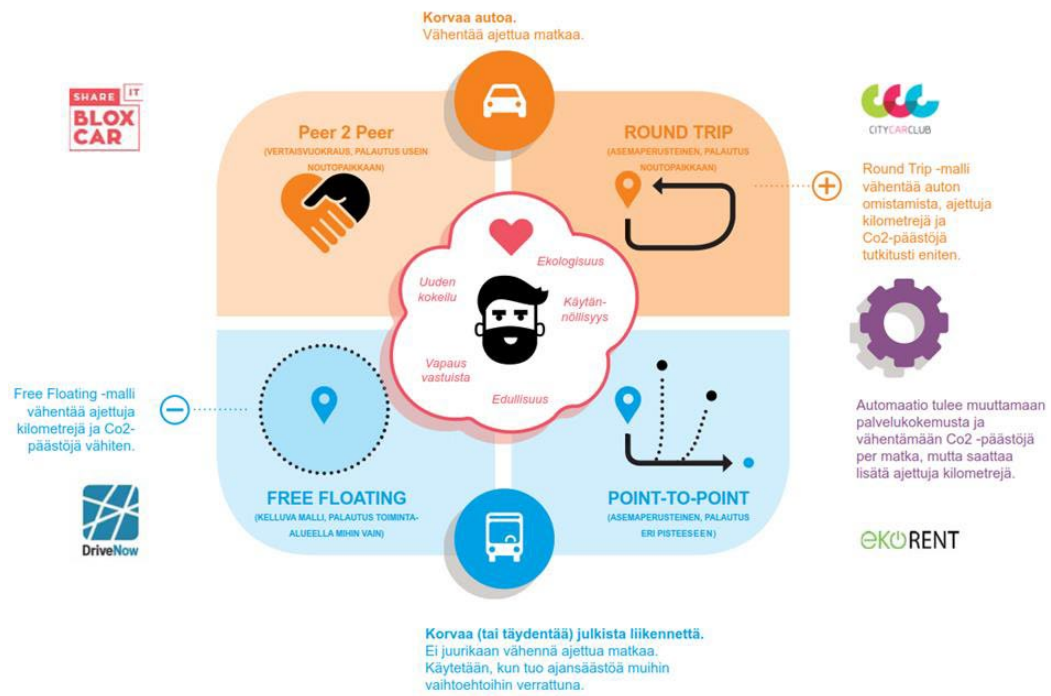 Korvaa autoa.
Vähentää ajettua matkaa.
SHARE IT
BLOX
CAR
Peer 2 Peer
(VERTAISVUOKRAUS, PALAUTUS USEIN
NOUTOPAIKKAAN)
ROUND TRIP
(ASEMAPERUSTEINEN, PALAUTUS
NOUTOPAIKKAAN)
CITYCARCLUB
Round Trip -malli
vähentää auton
omistamista, ajettuja
kilometrejä ja
Co2-päästöjä
tutkitusti eniten.
Ekologisuus
Uuden
kokeilu
Käytän-
nöllisyys
Vapaus
vastuista
Edullisuus
Free Floating -malli
vähentää ajettuja
kilometrejä ja Co2-
päästöjä vähiten.
Automaatio tulee muuttamaan
palvelukokemusta ja
vähentämään Co2 -päästöjä
per matka, mutta saattaa
lisätä ajettuja kilometrejä.
FREE FLOATING
(KELLUVA MALLI, PALAUTUS TOIMINTA-
ALUEELLA MIHIN VAIN)
POINT-TO-POINT
(ASEMAPERUSTEINEN, PALAUTUS
ERI PISTEESEEN)
DriveNow
eKORENT
Korvaa (tai täydentää) julkista liikennettä.
Ei juurikaan vähennä ajettua matkaa.
Käytetään, kun tuo ajansäästöä muihin
vaihtoehtoihin verrattuna.